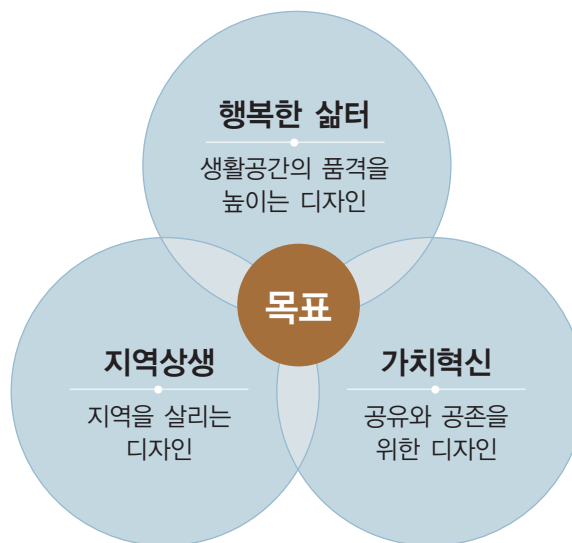 행복한 삶터
생활공간의 품격을
높이는 디자인
목표
지역상생
지역을 살리는
디자인
가치혁신
공유와 공존을
위한 디자인